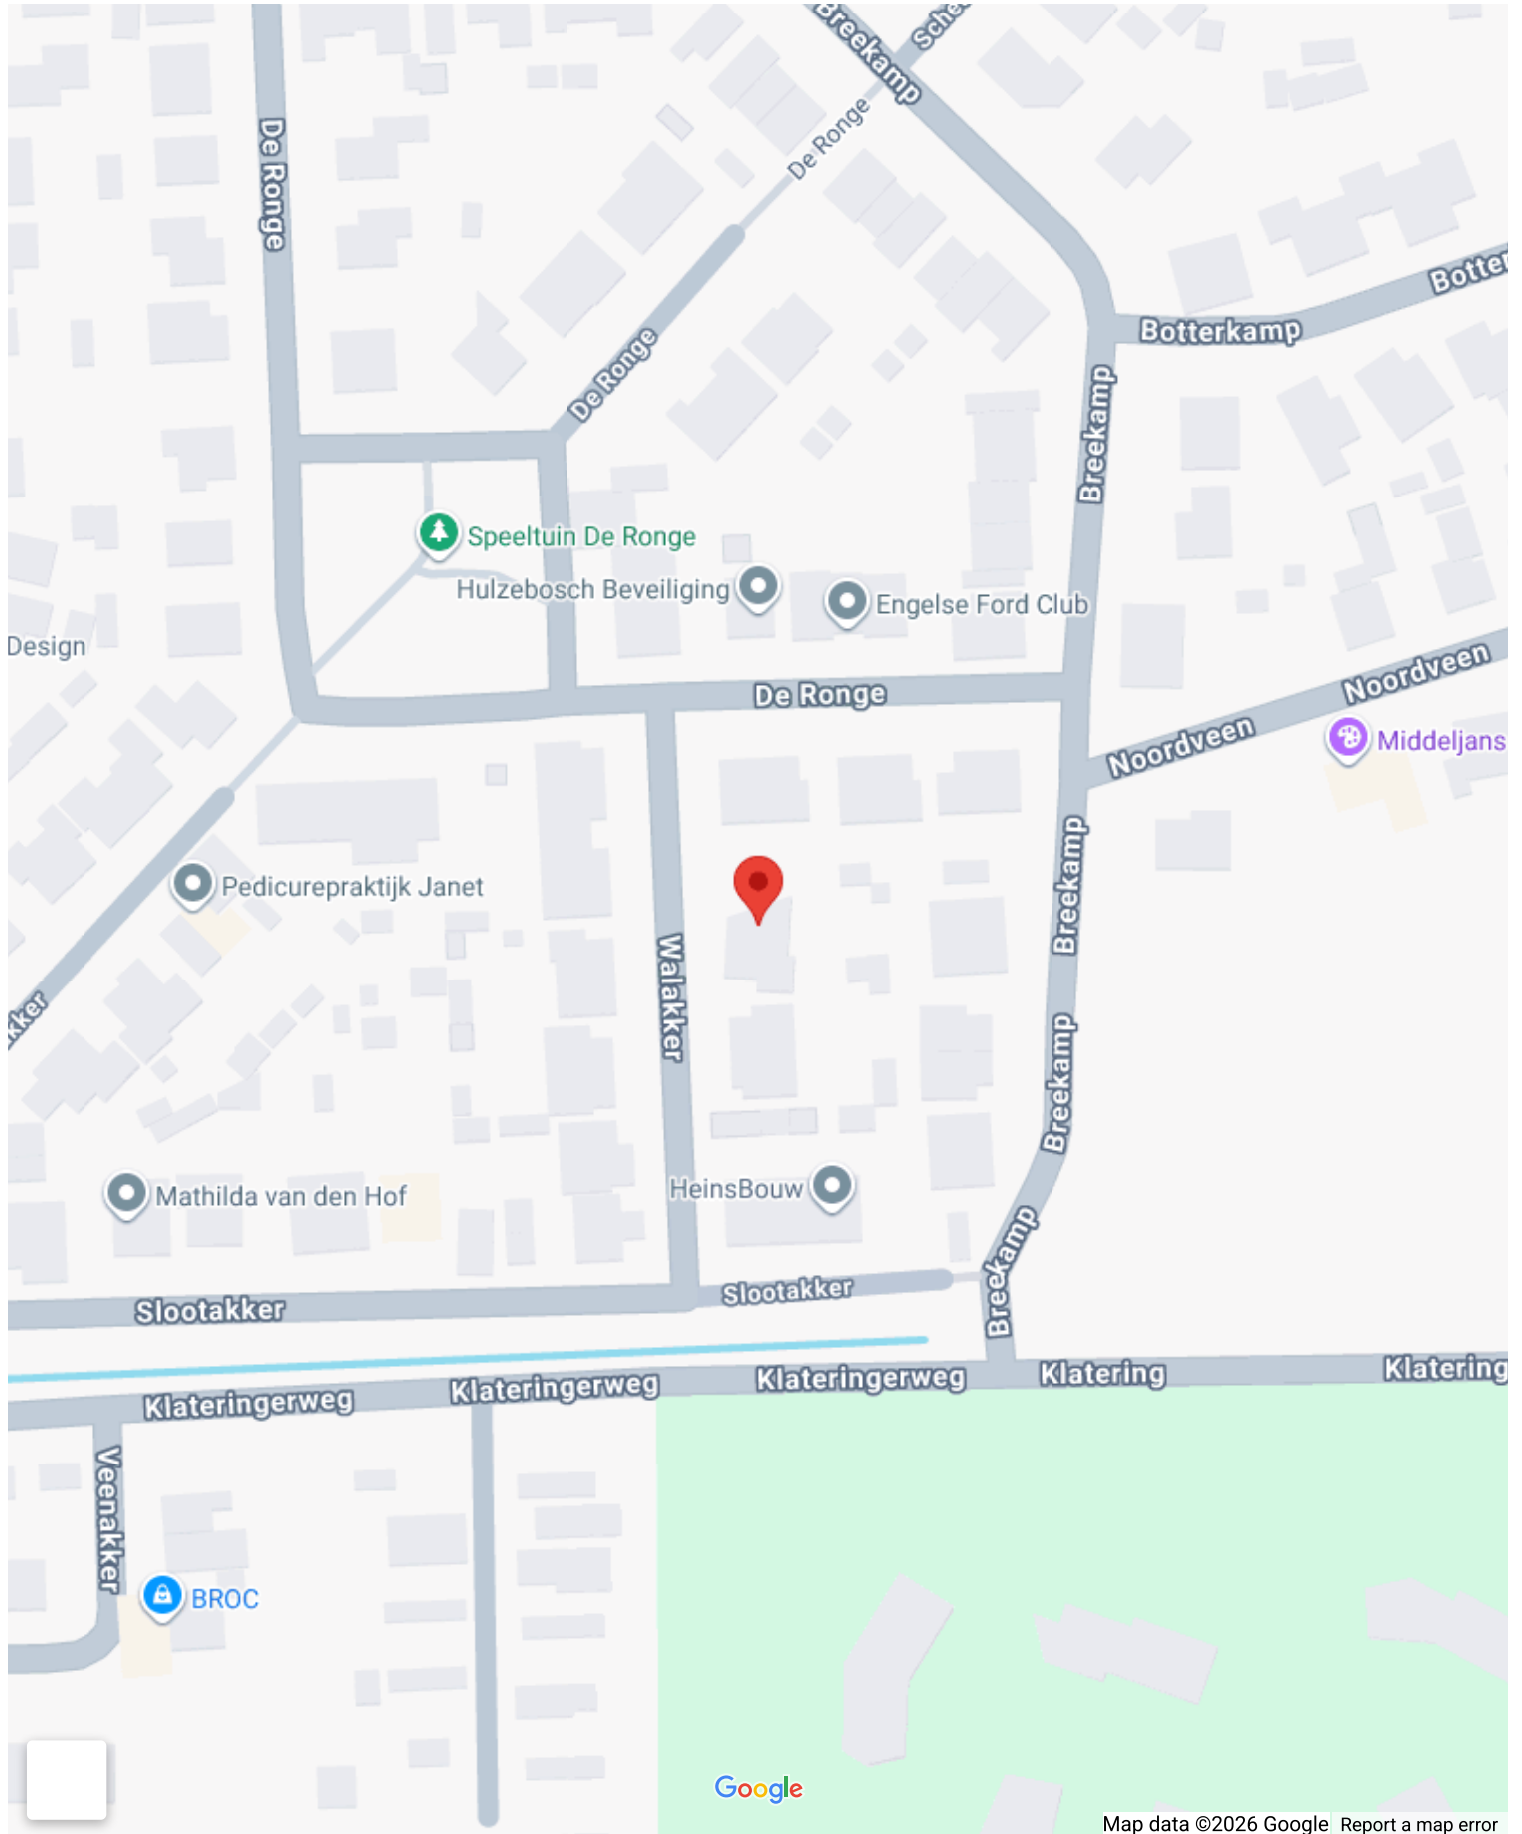 Breekamp
De Ronge
De Ronge
De Ronge
Botterkamp
Breekamp
Speeltuin De Ronge
Hulzebosch Beveiliging
Engelse Ford Club
Design
De Ronge
Noordveen
Noordveen
Middeljans
Breekamp
Pedicurepraktijk Janet
Walakker
Breekamp
Mathilda van den Hof
HeinsBouw
Breekamp
Breekamp
Slootakker
Slootakker
Klateringerweg
Klateringerweg
Klateringerweg
Klatering
Klatering
Veenakker
BROC
Google
Map data ©2026 Google
Report a map error